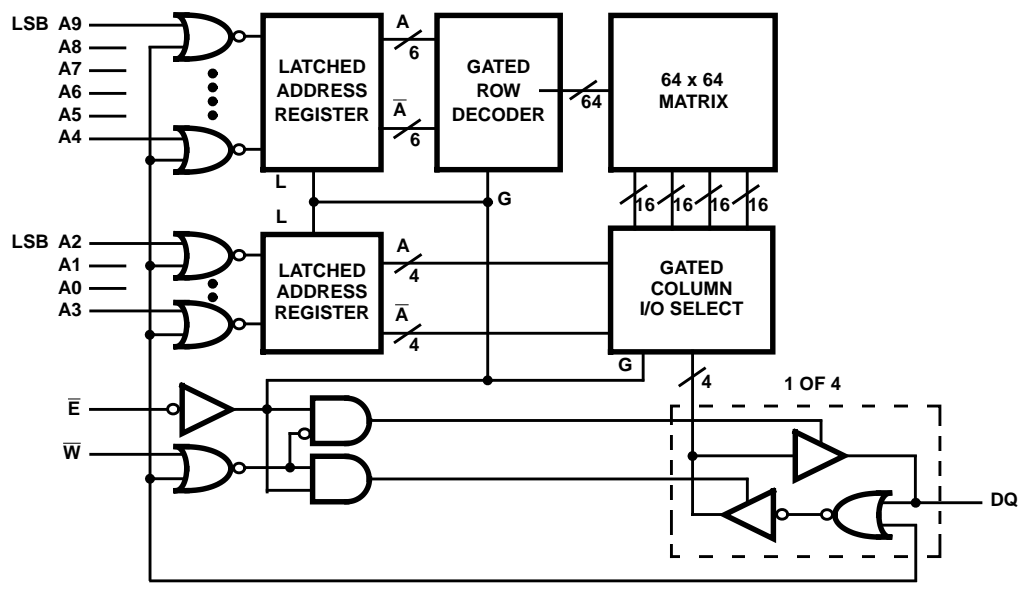 LSB A9
A8
A7
A6
A5
A4
LATCHED
ADDRESS
REGISTER
A
6
A̅
6
GATED
ROW
DECODER
64
64 x 64
MATRIX
L
G
L
16
16
16
16
LSB A2
A1
A0
A3
LATCHED
ADDRESS
REGISTER
A
4
A̅
4
GATED
COLUMN
I/O SELECT
G
4
1 OF 4
E̅
W̅
DQ